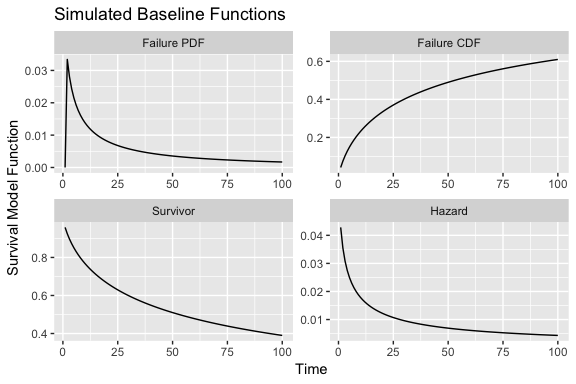 Simulated Baseline Functions
Failure PDF
Failure CDF
0.03
0.02
0.01
0.00
0.6
0.4
0.2
0 25 50 75 100
0 25 50 75 100
Survival Model Function
Survivor
Hazard
0.8
0.6
0.4
0.04
0.03
0.02
0.01
0 25 50 75 100
0 25 50 75 100
Time